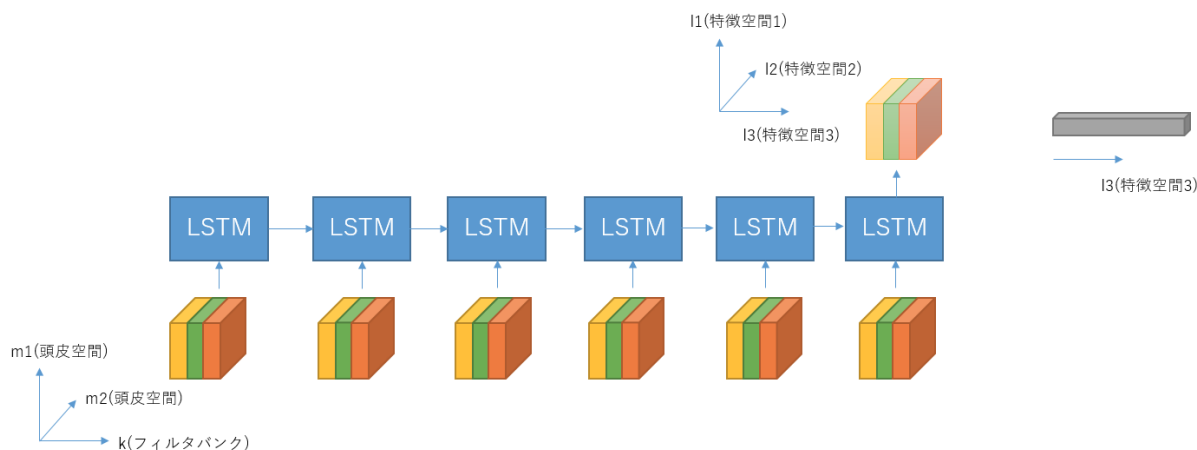 l1(特徴空間1)
l2(特徴空間2)
l3(特徴空間3)
l3(特徴空間3)
LSTM
LSTM
LSTM
LSTM
LSTM
LSTM
m1(頭皮空間)
m2(頭皮空間)
k(フィルタバンク)